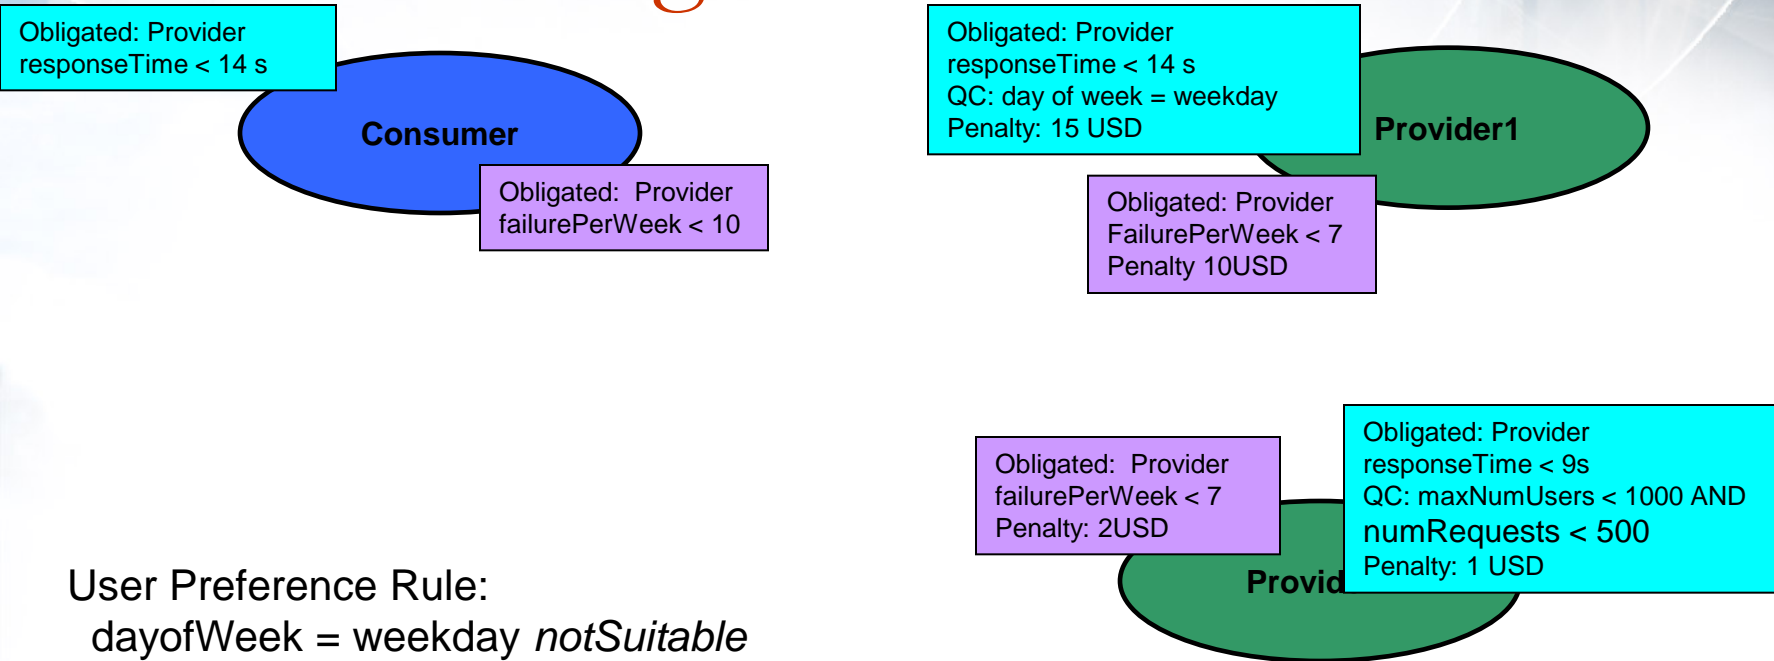 Obligated: Provider
responseTime < 14 s
Consumer
Obligated:  Provider
failurePerWeek < 10
Obligated: Provider
responseTime < 14 s
QC: day of week = weekday
Penalty: 15 USD
Provider1
Obligated: Provider
FailurePerWeek < 7
Penalty 10USD
Obligated:  Provider
failurePerWeek < 7
Penalty: 2USD
Obligated: Provider
responseTime < 9s
QC: maxNumUsers < 1000 AND
numRequests < 500
Penalty: 1 USD
Provid
User Preference Rule:
dayofWeek = weekday notSuitable